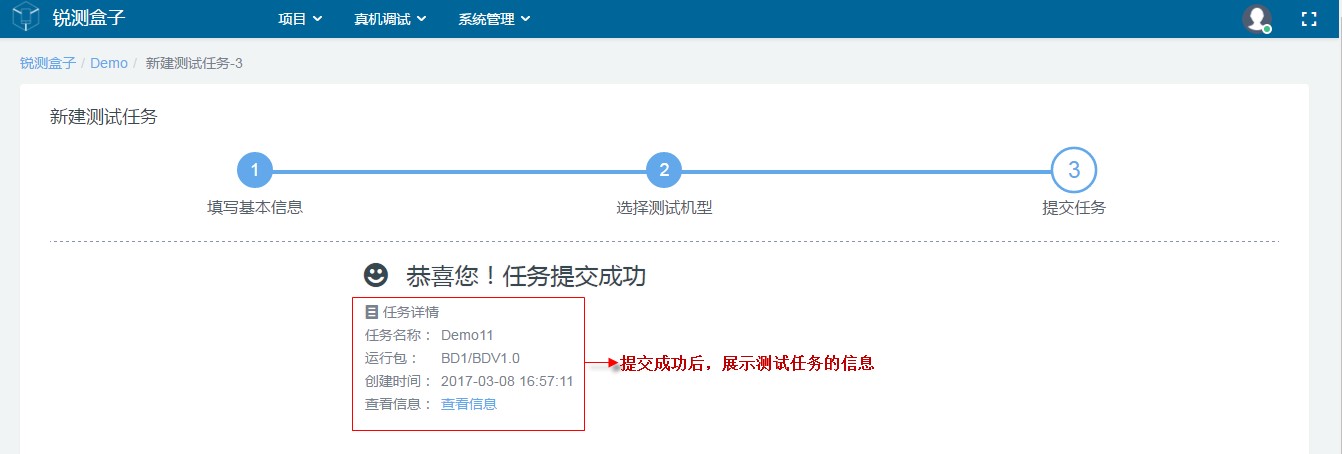 锐测盒子 项目 真机调试 系统管理
锐测盒子 / Demo / 新建测试任务-3
新建测试任务
1 2 3
填写基本信息 选择测试机型 提交任务
恭喜您！任务提交成功
任务详情
任务名称： Demo11
运行包： BD1/BDV1.0
提交成功后，展示测试任务的信息
创建时间： 2017-03-08 16:57:11
查看信息： 查看信息